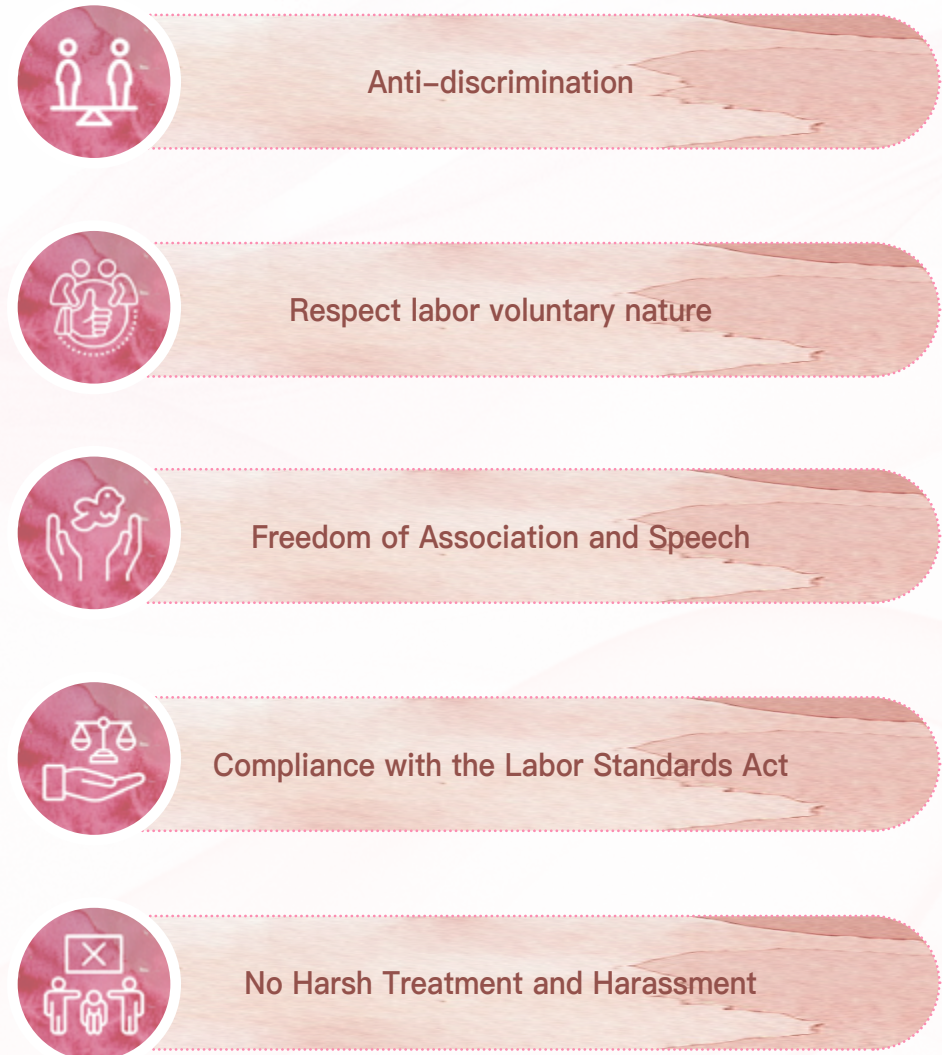 Anti-discrimination
Respect labor voluntary nature
Freedom of Association and Speech
Compliance with the Labor Standards Act
No Harsh Treatment and Harassment